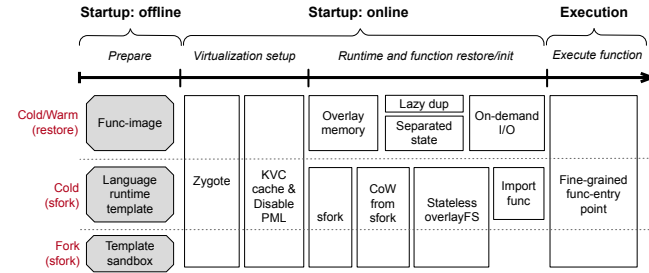 Startup: offline
Startup: online
Execution
Prepare
Virtualization setup
Runtime and function restore/init
Execute function
Cold/Warm
(restore)
Func-image
Overlay
memory
Lazy dup
Separated
state
On-demand
I/O
Cold
(sfork)
Language
runtime
template
Zygote
KVC
cache &
Disable
PML
sfork
CoW
from
sfork
Stateless
overlayFS
Import
func
Fine-grained
func-entry
point
Fork
(sfork)
Template
sandbox